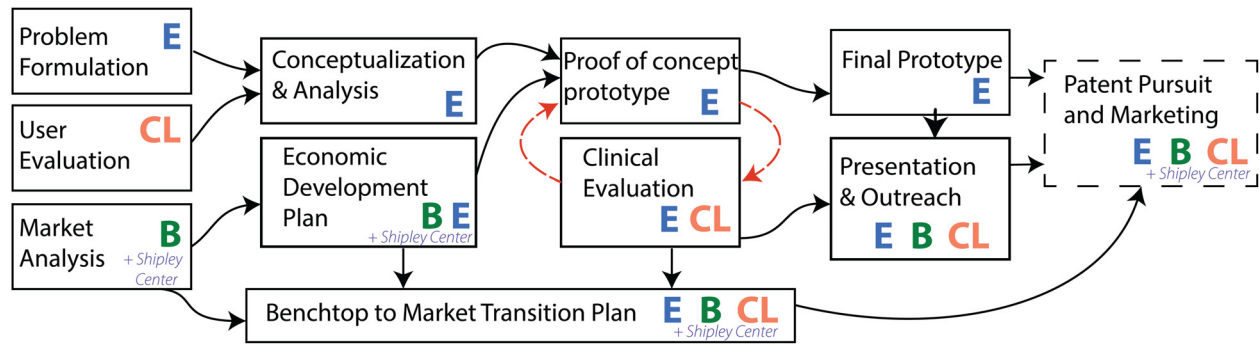 Problem
Formulation
E
User
Evaluation
CL
Market
Analysis
B
+ Shipley
Center
Conceptualization
& Analysis
E
Economic
Development
Plan
B E
+ Shipley Center
Proof of concept
prototype
E
Clinical
Evaluation
E CL
Benchtop to Market Transition Plan
E B CL
+ Shipley Center
Final Prototype
E
Presentation
& Outreach
E B CL
Patent Pursuit
and Marketing
E B CL
+ Shipley Center